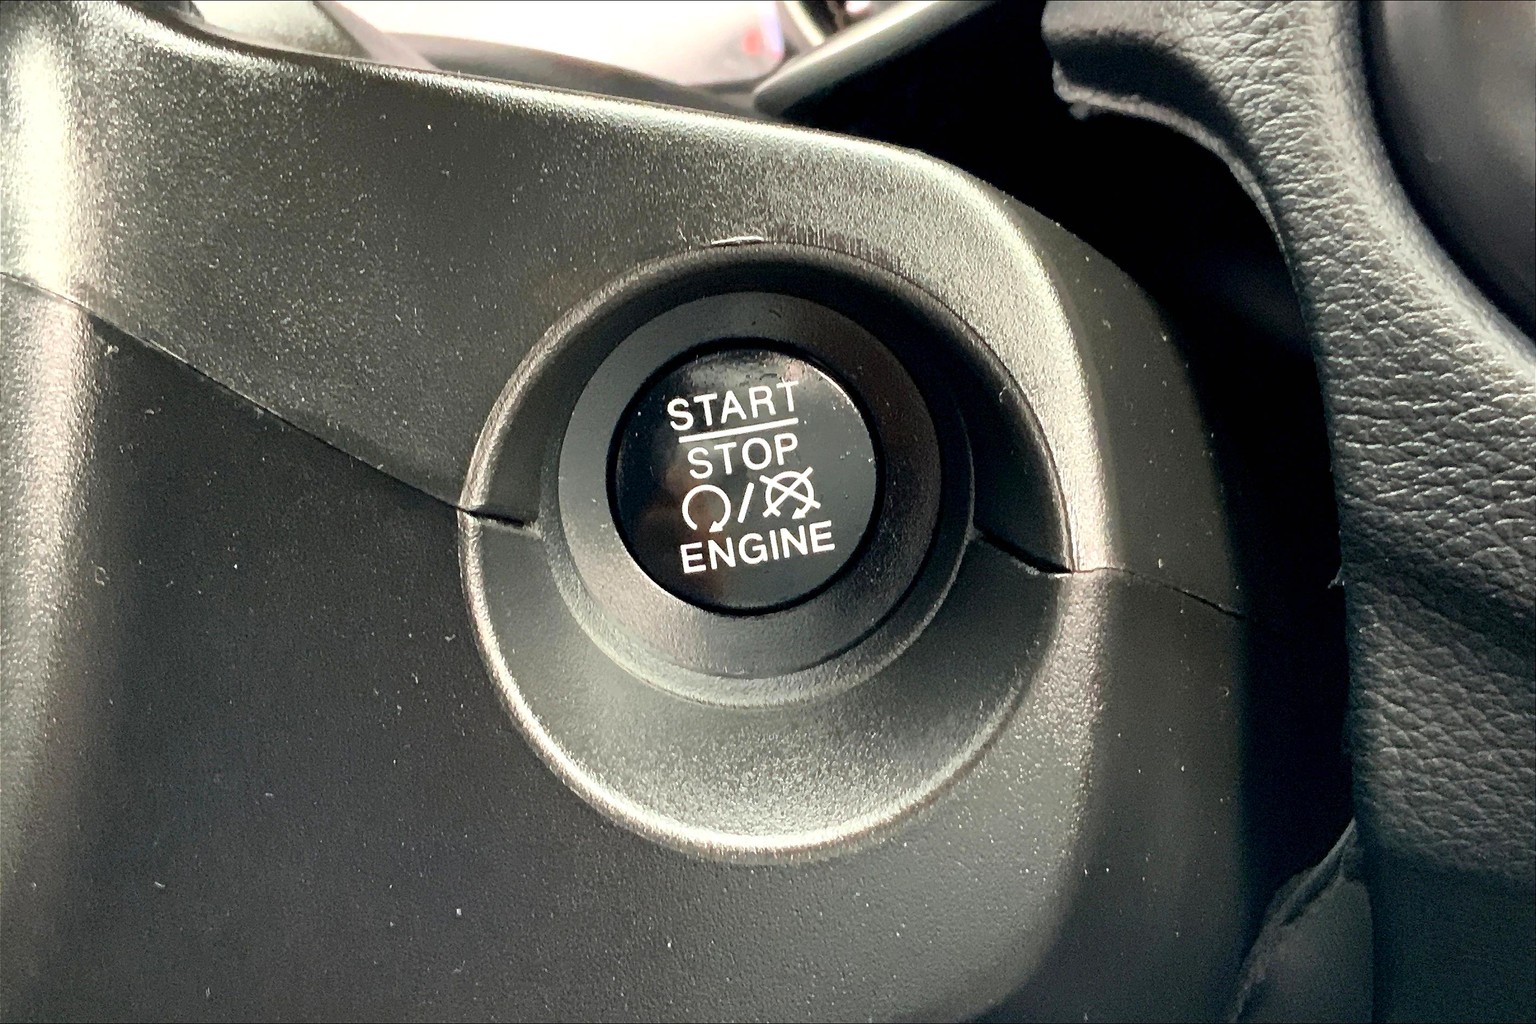 START
STOP
/
ENGINE